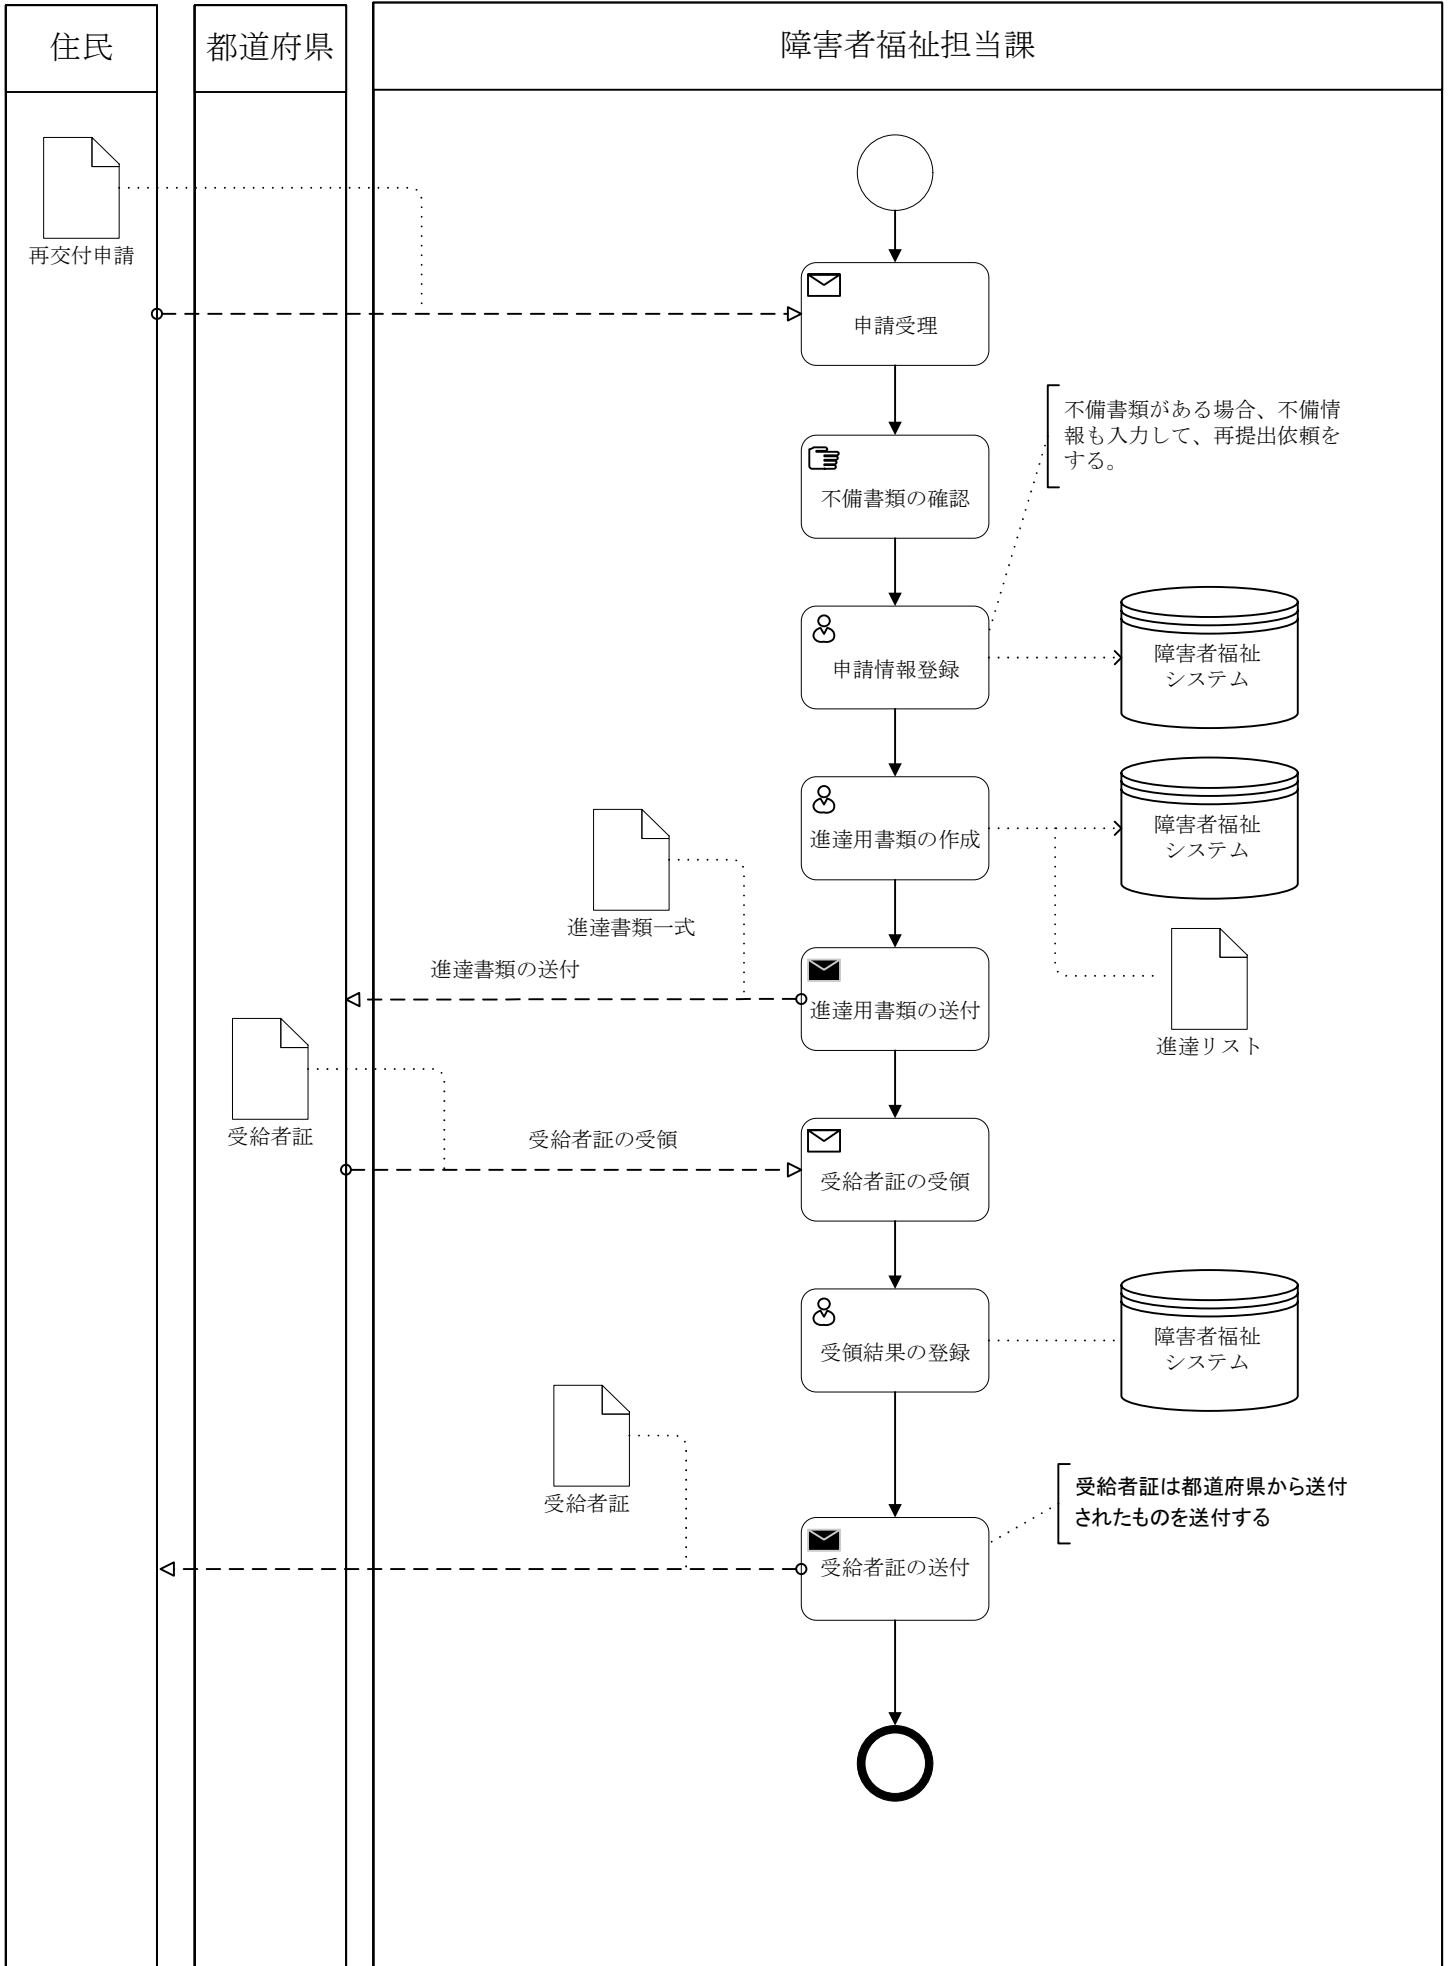 住民
都道府県
障害者福祉担当課
再交付申請
申請受理
不備書類がある場合、不備情
報も入力して、再提出依頼を
する。
不備書類の確認
申請情報登録
障害者福祉
システム
進達用書類の作成
障害者福祉
システム
進達書類一式
進達書類の送付
進達用書類の送付
進達リスト
受給者証
受給者証の受領
受給者証の受領
受領結果の登録
障害者福祉
システム
受給者証
受給者証は都道府県から送付
されたものを送付する
受給者証の送付